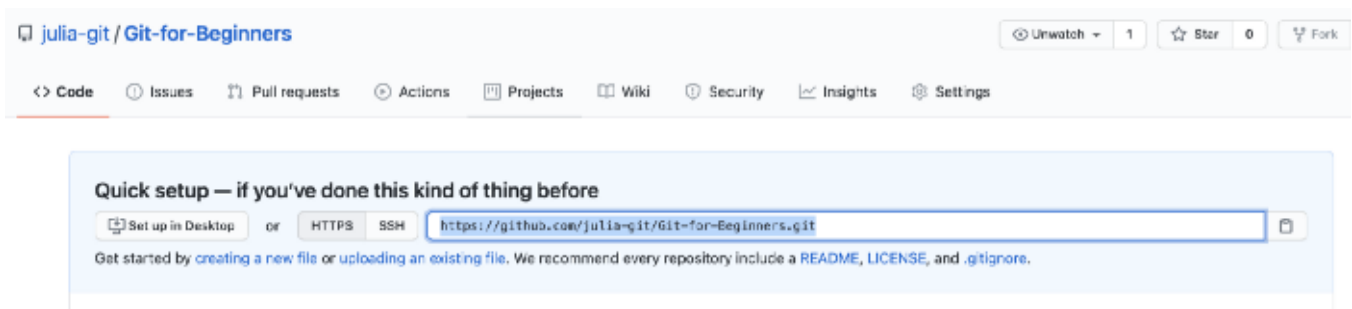 julia-git / Git-for-Beginners
Unwatch 1 Star 0 Fork
<> Code Issues Pull requests Actions Projects Wiki Security Insights Settings
Quick setup — if you've done this kind of thing before
Set up in Desktop or HTTPS SSH https://github.com/julia-git/Git-for-Beginners.git
Get started by creating a new file or uploading an existing file. We recommend every repository include a README, LICENSE, and .gitignore.